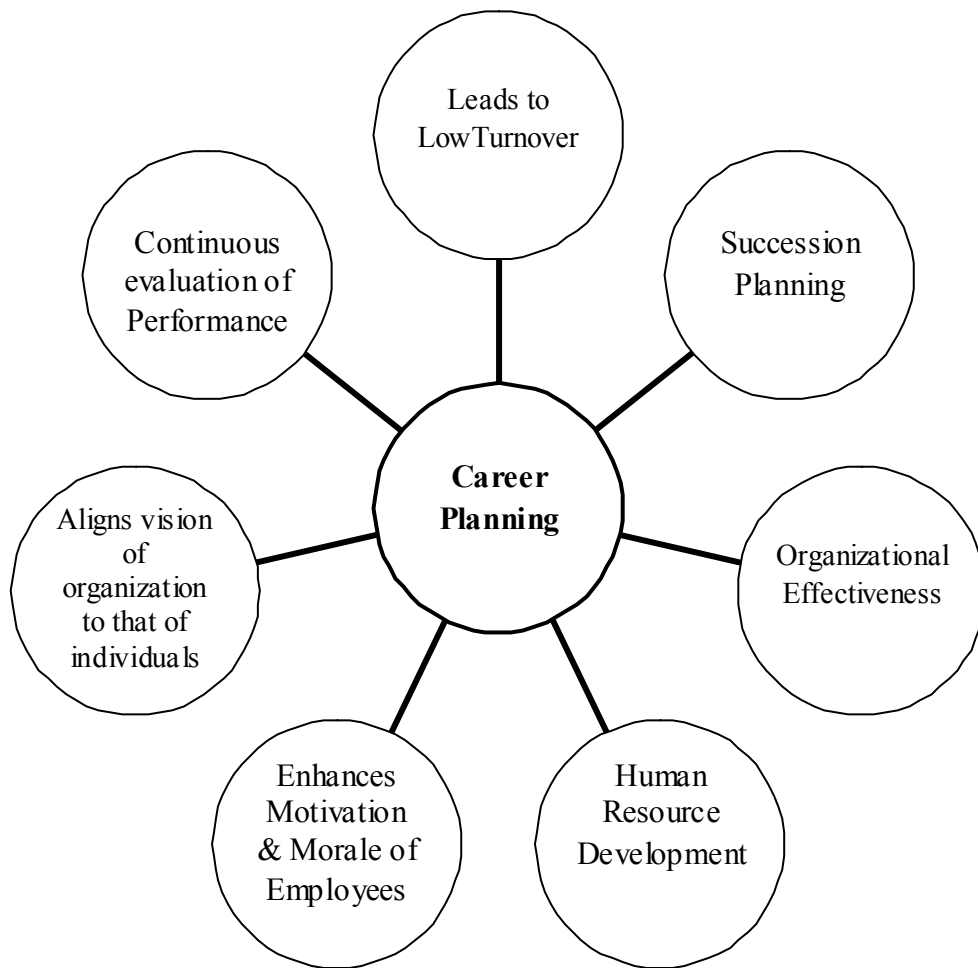 Leads to
LowTurnover
Succession
Planning
Organizational
Effectiveness
Human
Resource
Development
Enhances
Motivation
& Morale of
Employees
Aligns vision
of
organization
to that of
individuals
Continuous
evaluation of
Performance
Career
Planning